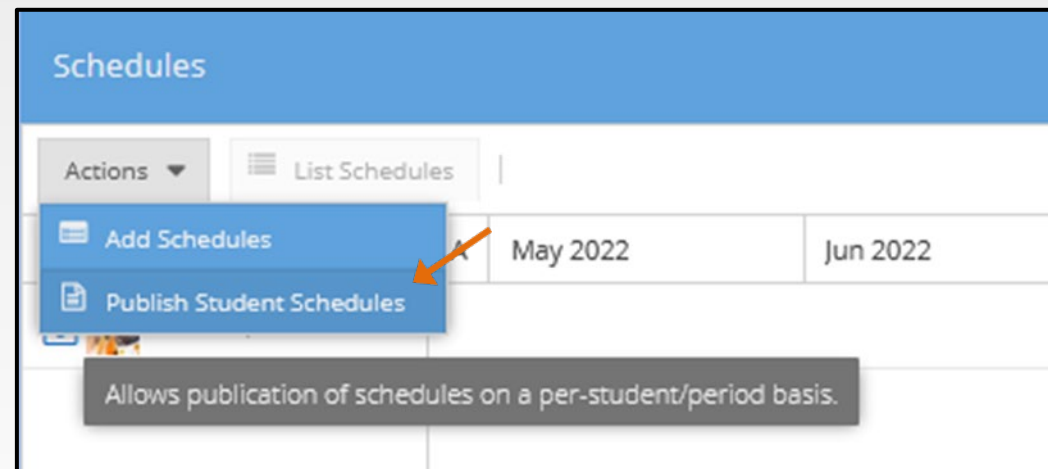 Schedules
Actions List Schedules
Add Schedules
May 2022 Jun 2022
Publish Student Schedules
Allows publication of schedules on a per-student/period basis.